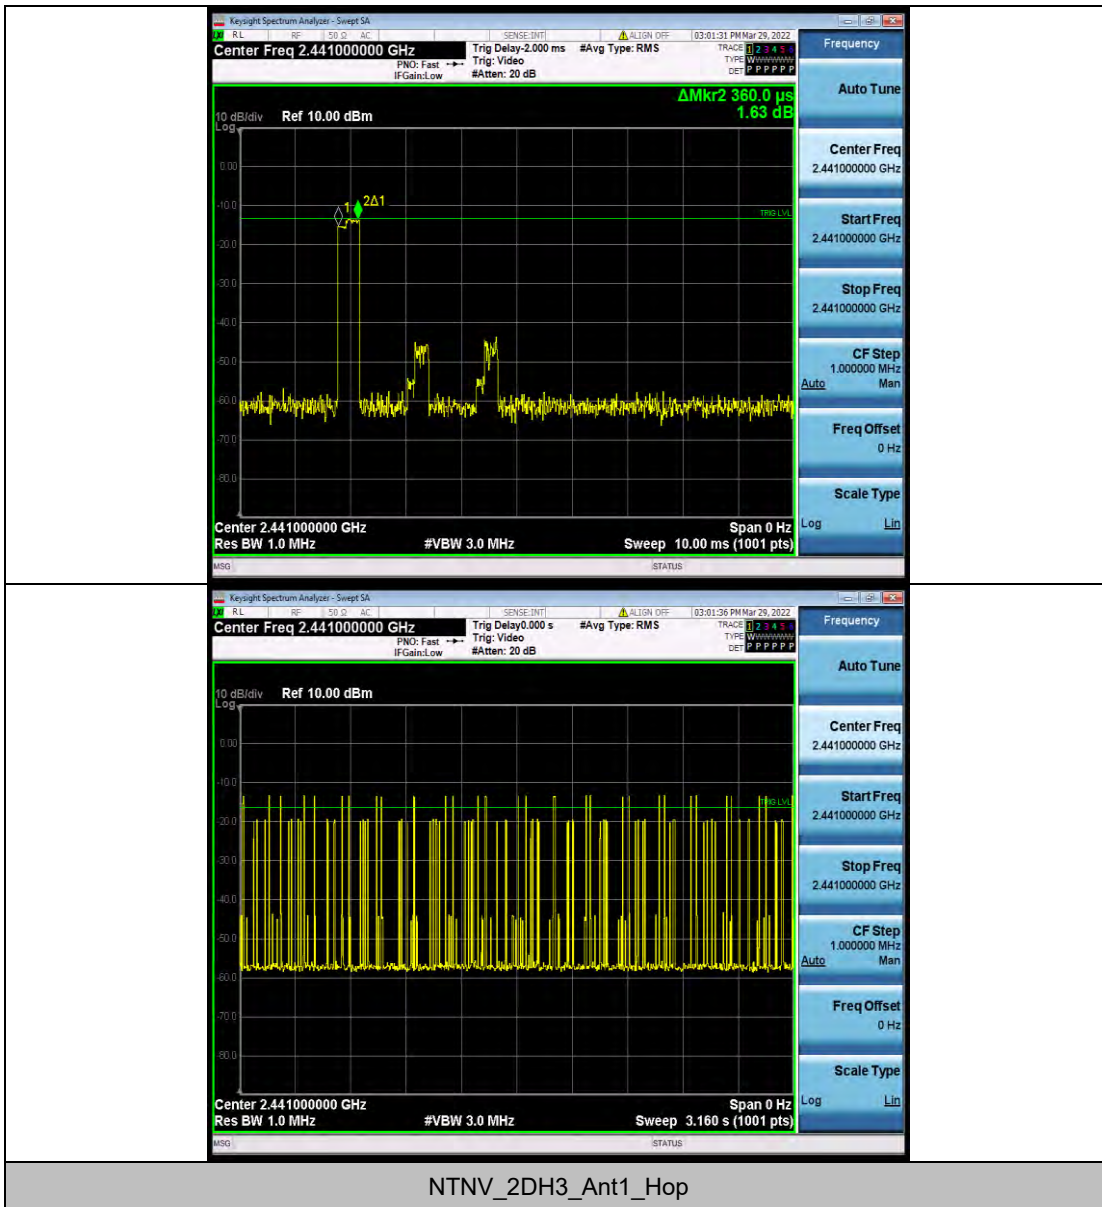 Keysight Spectrum Analyzer - Swept SA
RL RF 50 Ω AC SENSE:INT ALIGN OFF 03:01:31 PM Mar 29, 2022
Center Freq 2.441000000 GHz Trig Delay-2.000 ms #Avg Type: RMS TRACE 1 2 3 4 5 6
PNO: Fast Trig: Video TYPE WWWWWW
IFGain:Low #Atten: 20 dB DET P P P P P P
Frequency
Auto Tune
ΔMkr2 360.0 µs
1.63 dB
10 dB/div Ref 10.00 dBm
Log
Center Freq
2.441000000 GHz
0.00
-10.0
1
2Δ1
TRIG LVL
Start Freq
2.441000000 GHz
-20.0
-30.0
Stop Freq
2.441000000 GHz
-40.0
-50.0
CF Step
1.000000 MHz
Auto Man
-60.0
Freq Offset
0 Hz
-70.0
-80.0
Scale Type
Log Lin
Center 2.441000000 GHz Span 0 Hz
Res BW 1.0 MHz #VBW 3.0 MHz Sweep 10.00 ms (1001 pts)
MSG STATUS
Keysight Spectrum Analyzer - Swept SA
RL RF 50 Ω AC SENSE:INT ALIGN OFF 03:01:36 PM Mar 29, 2022
Center Freq 2.441000000 GHz Trig Delay0.000 s #Avg Type: RMS TRACE 1 2 3 4 5 6
PNO: Fast Trig: Video TYPE WWWWWW
IFGain:Low #Atten: 20 dB DET P P P P P P
Frequency
Auto Tune
10 dB/div Ref 10.00 dBm
Log
Center Freq
2.441000000 GHz
0.00
-10.0
TRIG LVL
Start Freq
2.441000000 GHz
-20.0
-30.0
Stop Freq
2.441000000 GHz
-40.0
-50.0
CF Step
1.000000 MHz
Auto Man
-60.0
Freq Offset
0 Hz
-70.0
-80.0
Scale Type
Log Lin
Center 2.441000000 GHz Span 0 Hz
Res BW 1.0 MHz #VBW 3.0 MHz Sweep 3.160 s (1001 pts)
MSG STATUS
NTNV_2DH3_Ant1_Hop